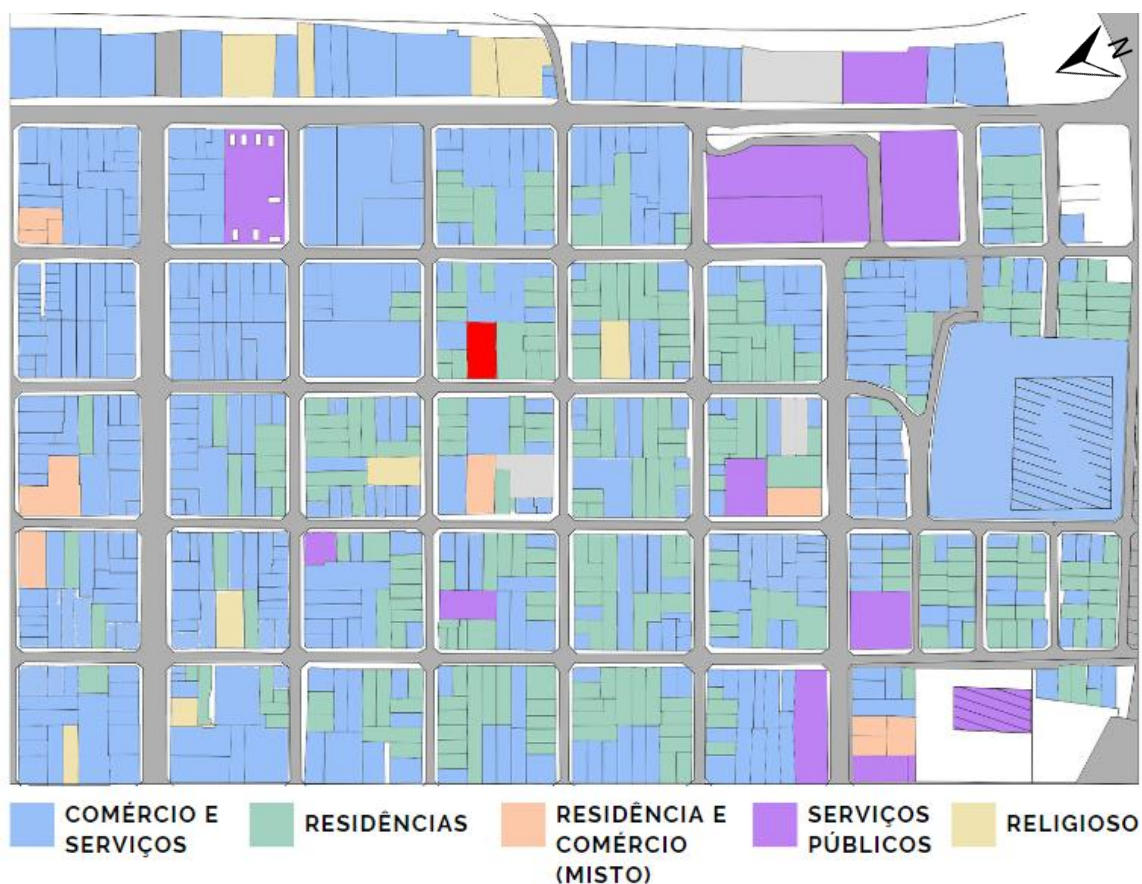 N
COMÉRCIO E
SERVIÇOS
RESIDÊNCIAS
RESIDÊNCIA E
COMÉRCIO
(MISTO)
SERVIÇOS
PÚBLICOS
RELIGIOSO